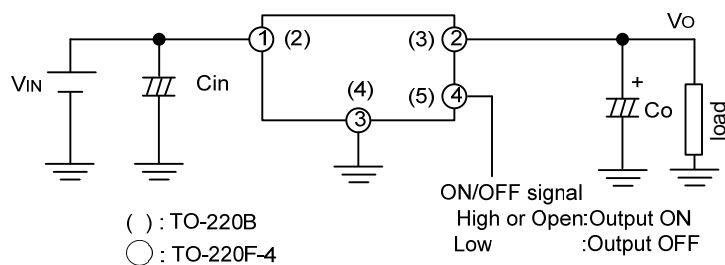 Vo
① (2) (3) ②
VIN Cin (4) (5) ④ + Co load
③
ON/OFF signal
High or Open:Output ON
Low :Output OFF
( ) : TO-220B
◯ : TO-220F-4